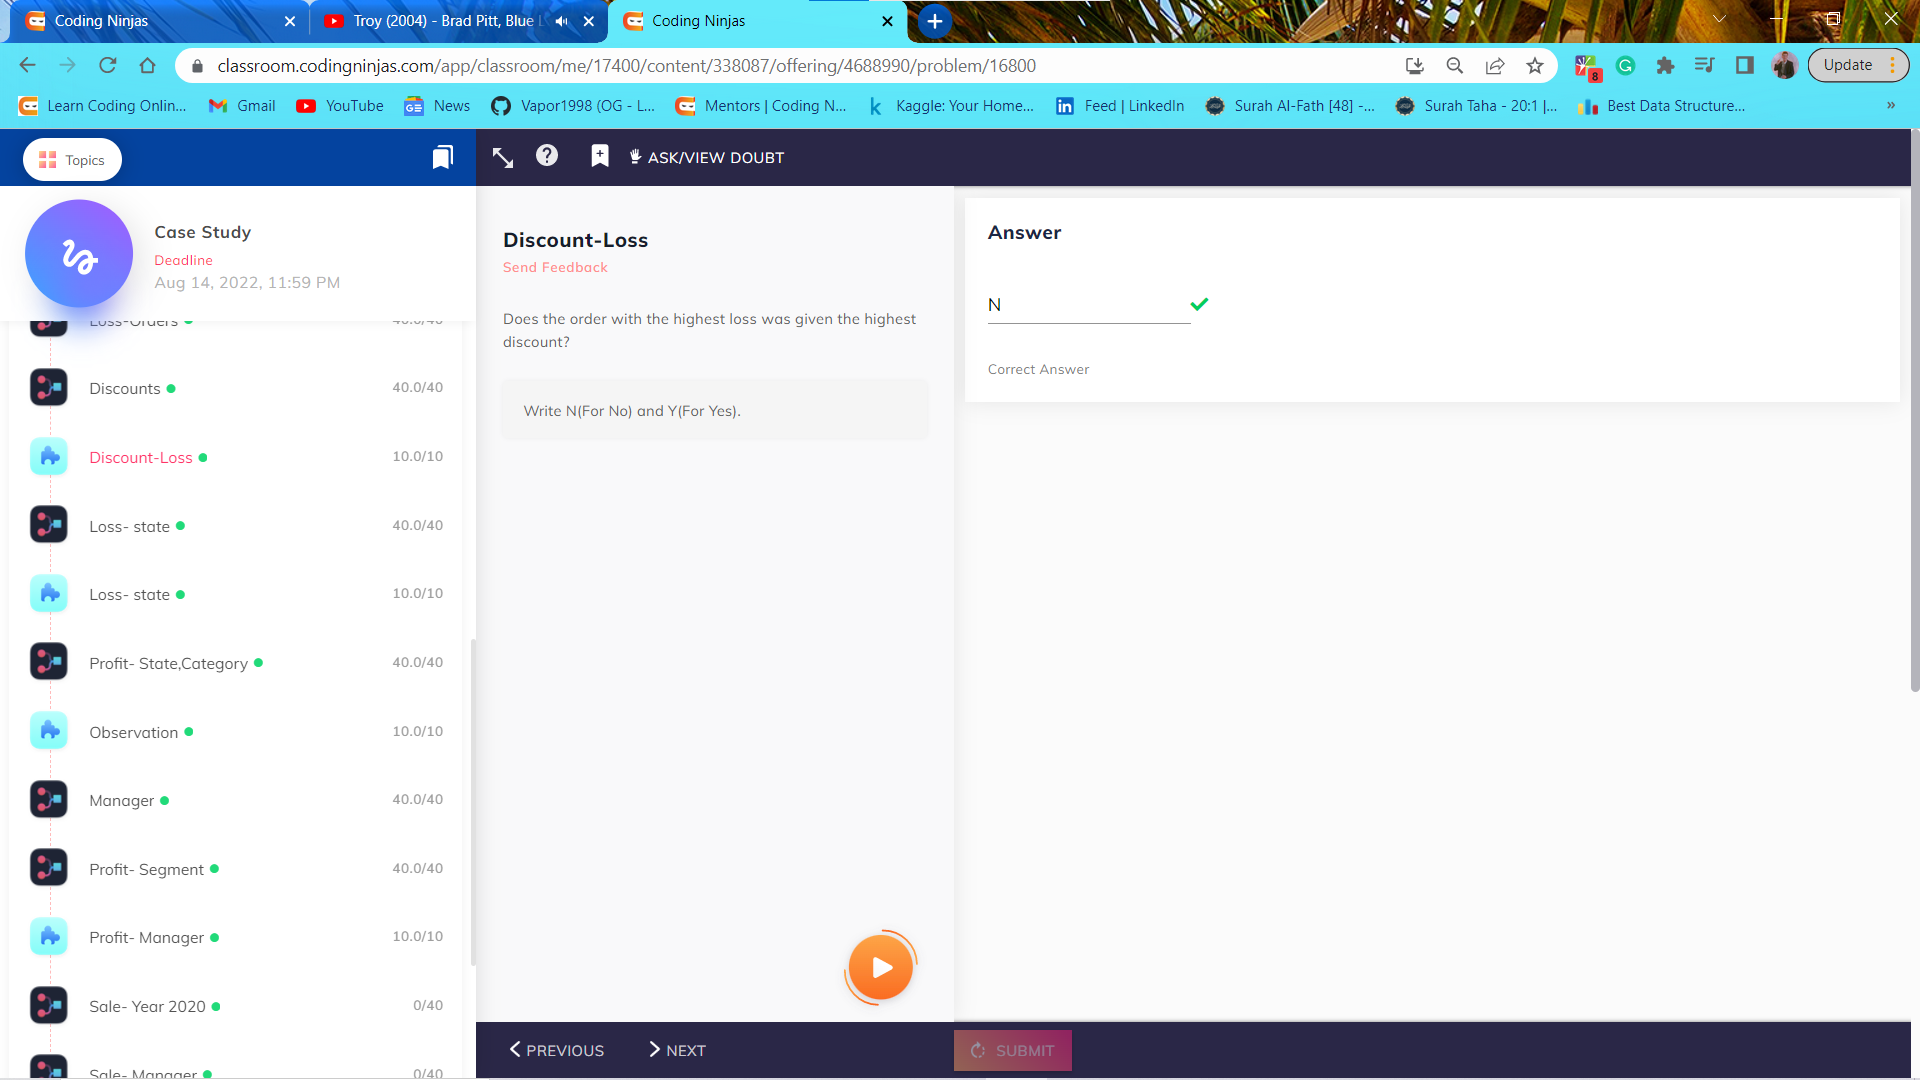 Coding Ninjas
Troy (2004) - Brad Pitt, Blue L
Coding Ninjas
classroom.codingninjas.com/app/classroom/me/17400/content/338087/offering/4688990/problem/16800
8
Update
Learn Coding Onlin...
Gmail
YouTube
News
Vapor1998 (OG - L...
Mentors | Coding N...
Kaggle: Your Home...
Feed | LinkedIn
Surah Al-Fath [48] -...
Surah Taha - 20:1 |...
Best Data Structure...
»
Topics
ASK/VIEW DOUBT
Case Study
Deadline
Aug 14, 2022, 11:59 PM
Loss-Orders 40.0/40
Discounts 40.0/40
Discount-Loss 10.0/10
Loss- state 40.0/40
Loss- state 10.0/10
Profit- State,Category 40.0/40
Observation 10.0/10
Manager 40.0/40
Profit- Segment 40.0/40
Profit- Manager 10.0/10
Sale- Year 2020 0/40
Sale- Manager 0/40
Discount-Loss
Send Feedback
Does the order with the highest loss was given the highest
discount?
Write N(For No) and Y(For Yes).
Answer
N
Correct Answer
PREVIOUS
NEXT
SUBMIT